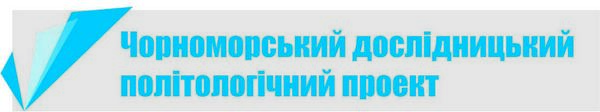 Чорноморський дослідницький
політологічний проект